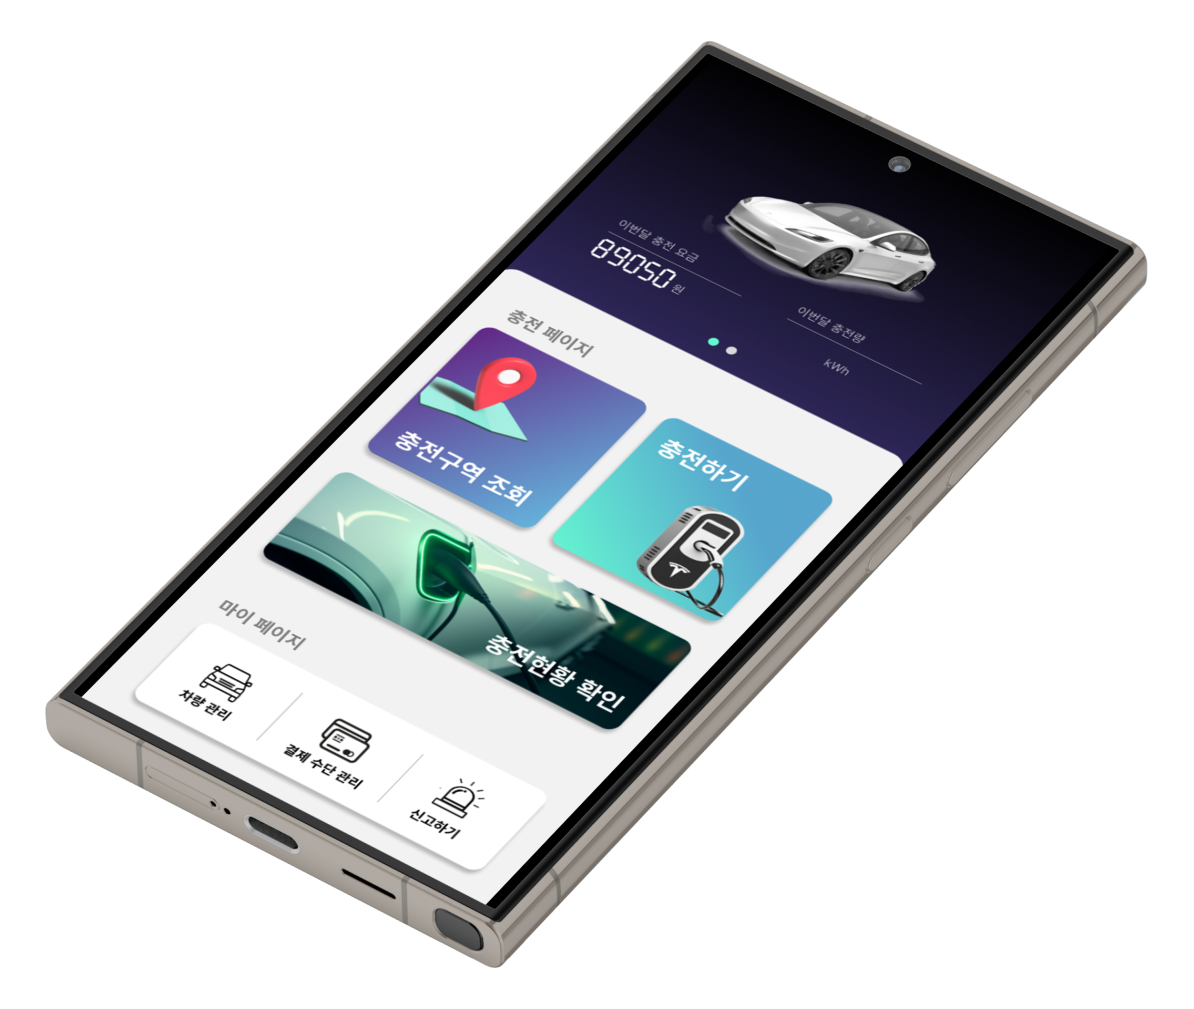 이번달 충전 요금
89050 원
이번달 충전량
kWh
충전 페이지
충전구역 조회
충전하기
충전현황 확인
마이 페이지
차량 관리
결제 수단 관리
신고하기